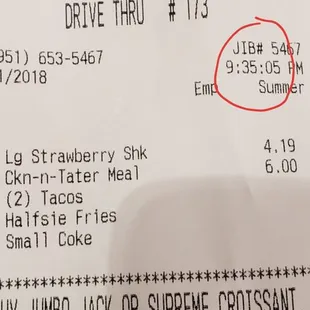 DRIVE THRU # 173
JIB# 5467
951) 653-5467
9:35:05 PM
1/2018
Emp Summer
Lg Strawberry Shk 4.19
Ckn-n-Tater Meal 6.00
(2) Tacos
Halfsie Fries
Small Coke
********************************
JUMBO JACK OR SUPREME CROISSANT